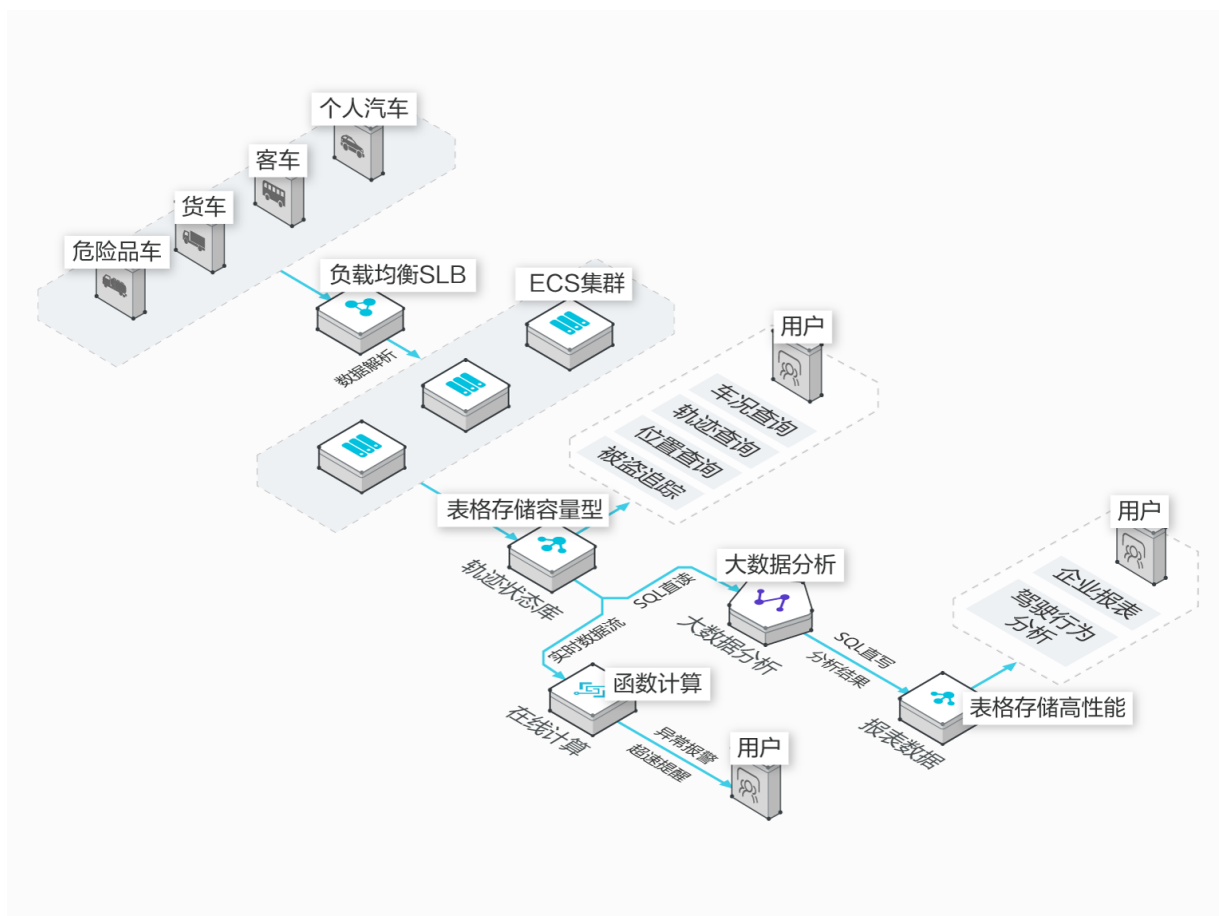 个人汽车
客车
货车
危险品车
负载均衡SLB
ECS集群
数据解析
用户
车况查询
轨迹查询
位置查询
被盗追踪
表格存储容量型
轨迹状态库
SQL直读
大数据分析
大数据分析
实时数据流
函数计算
在线计算
异常报警
超速提醒
用户
SQL直写
分析结果
表格存储高性能
报表数据
用户
企业报表
驾驶行为
分析